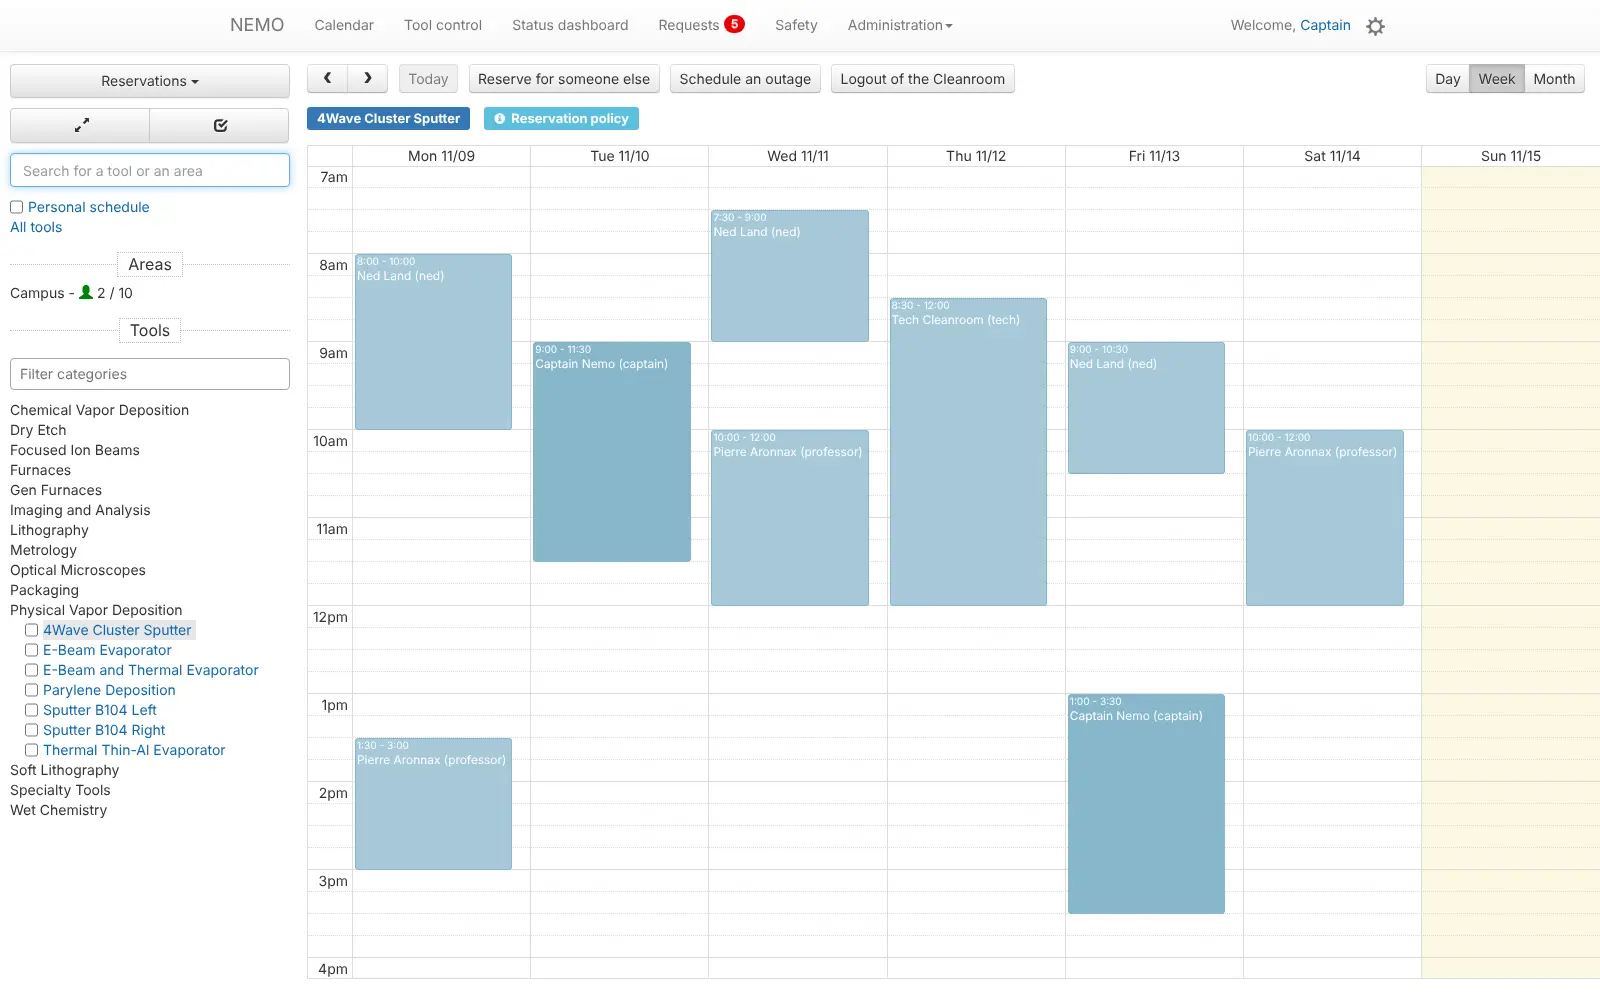 NEMO Calendar Tool control Status dashboard Requests 5 Safety Administration Welcome, Captain
Reservations
Search for a tool or an area
Personal schedule
All tools
Areas
Campus - 2 / 10
Tools
Filter categories
Chemical Vapor Deposition
Dry Etch
Focused Ion Beams
Furnaces
Gen Furnaces
Imaging and Analysis
Lithography
Metrology
Optical Microscopes
Packaging
Physical Vapor Deposition
4Wave Cluster Sputter
E-Beam Evaporator
E-Beam and Thermal Evaporator
Parylene Deposition
Sputter B104 Left
Sputter B104 Right
Thermal Thin-Al Evaporator
Soft Lithography
Specialty Tools
Wet Chemistry
Today Reserve for someone else Schedule an outage Logout of the Cleanroom Day Week Month
4Wave Cluster Sputter Reservation policy
Mon 11/09 Tue 11/10 Wed 11/11 Thu 11/12 Fri 11/13 Sat 11/14 Sun 11/15
7am
8am
9am
10am
11am
12pm
1pm
2pm
3pm
4pm
8:00 - 10:00
Ned Land (ned)
1:30 - 3:00
Pierre Aronnax (professor)
9:00 - 11:30
Captain Nemo (captain)
7:30 - 9:00
Ned Land (ned)
10:00 - 12:00
Pierre Aronnax (professor)
8:30 - 12:00
Tech Cleanroom (tech)
9:00 - 10:30
Ned Land (ned)
1:00 - 3:30
Captain Nemo (captain)
10:00 - 12:00
Pierre Aronnax (professor)